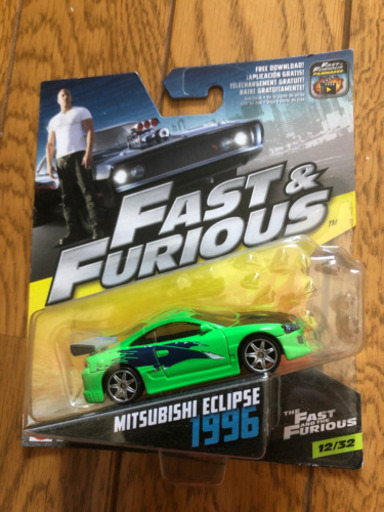 FREE DOWNLOAD!
¡APLICACIÓN GRATIS!
TÉLÉCHARGEMENT GRATUIT!
BAIXE GRATUITAMENTE!
FAST &
FURIOUS
MITSUBISHI ECLIPSE
1996
THE FAST
AND THE
FURIOUS
12/32